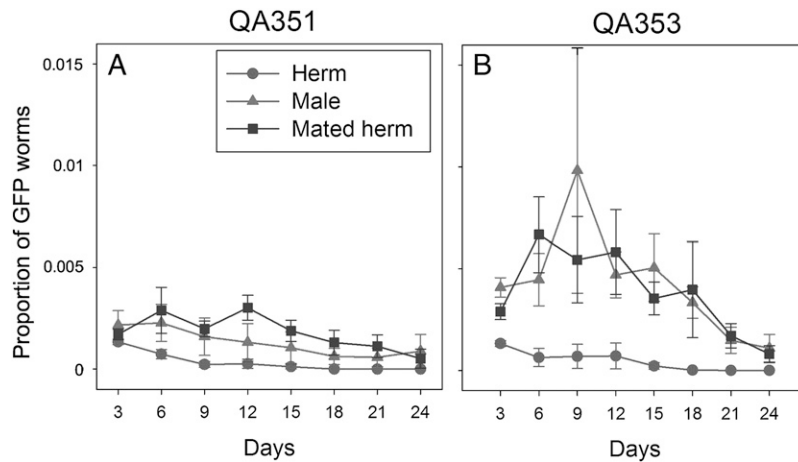 QA351
QA353
A
B
Herm
Male
Mated herm
Proportion of GFP worms
0.015
0.01
0.005
0
3 6 9 12 15 18 21 24
3 6 9 12 15 18 21 24
Days
Days